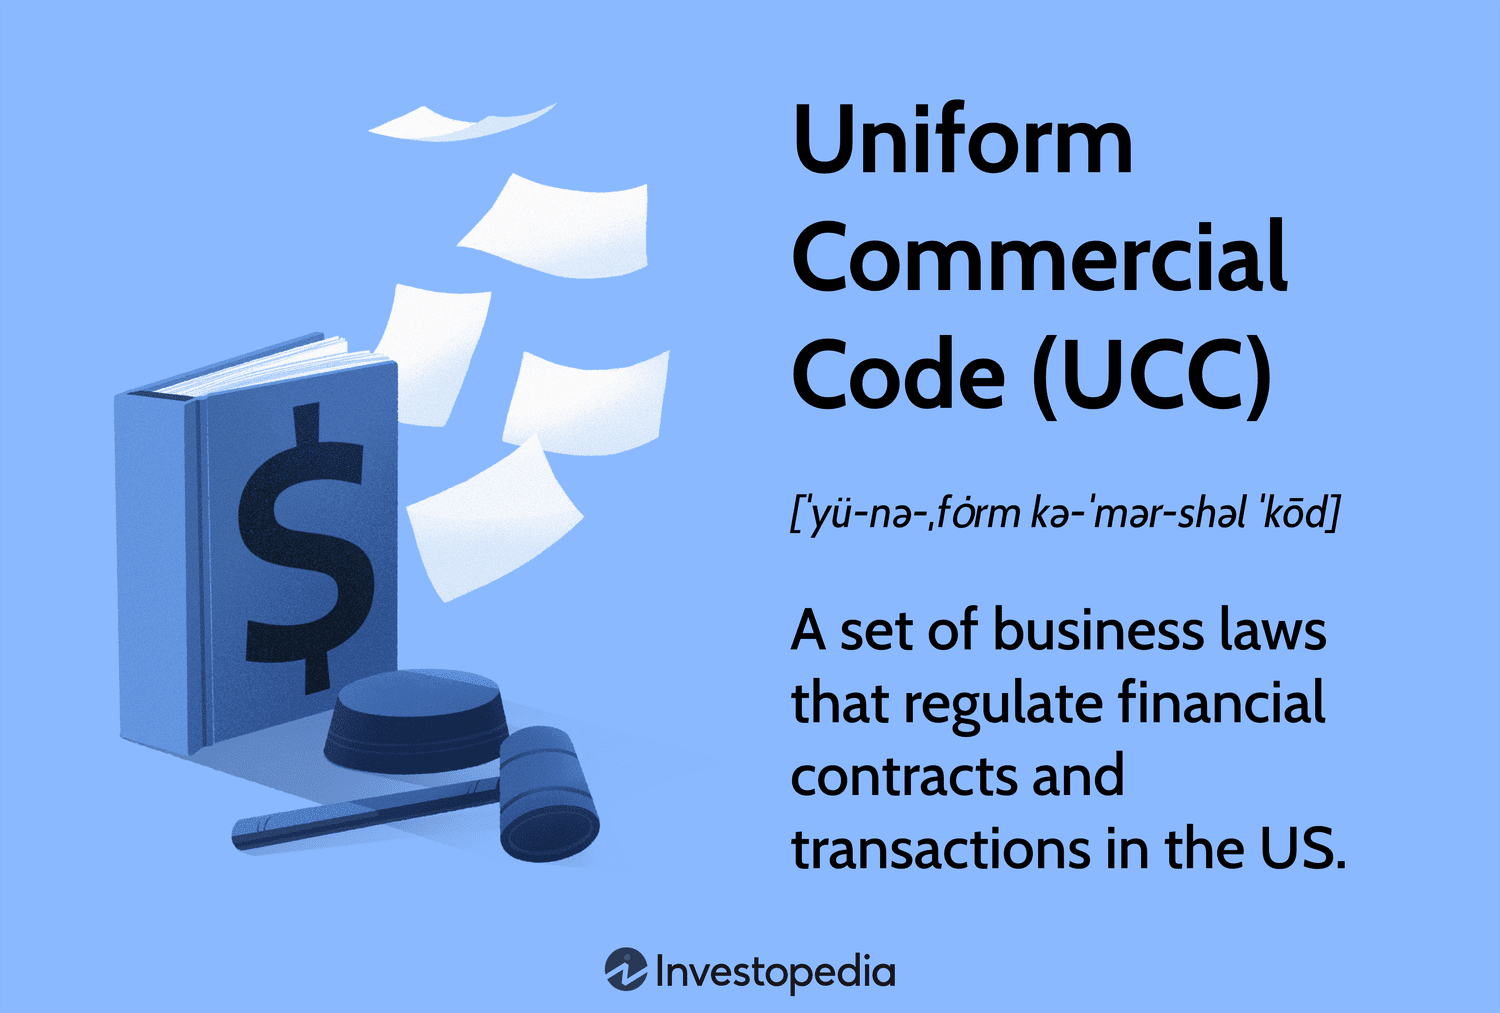 Uniform
Commercial
Code (UCC)
[ˈyü-nə-ˌfȯrm kə-ˈmər-shəl ˈkōd]
A set of business laws
that regulate financial
contracts and
transactions in the US.
$
Investopedia